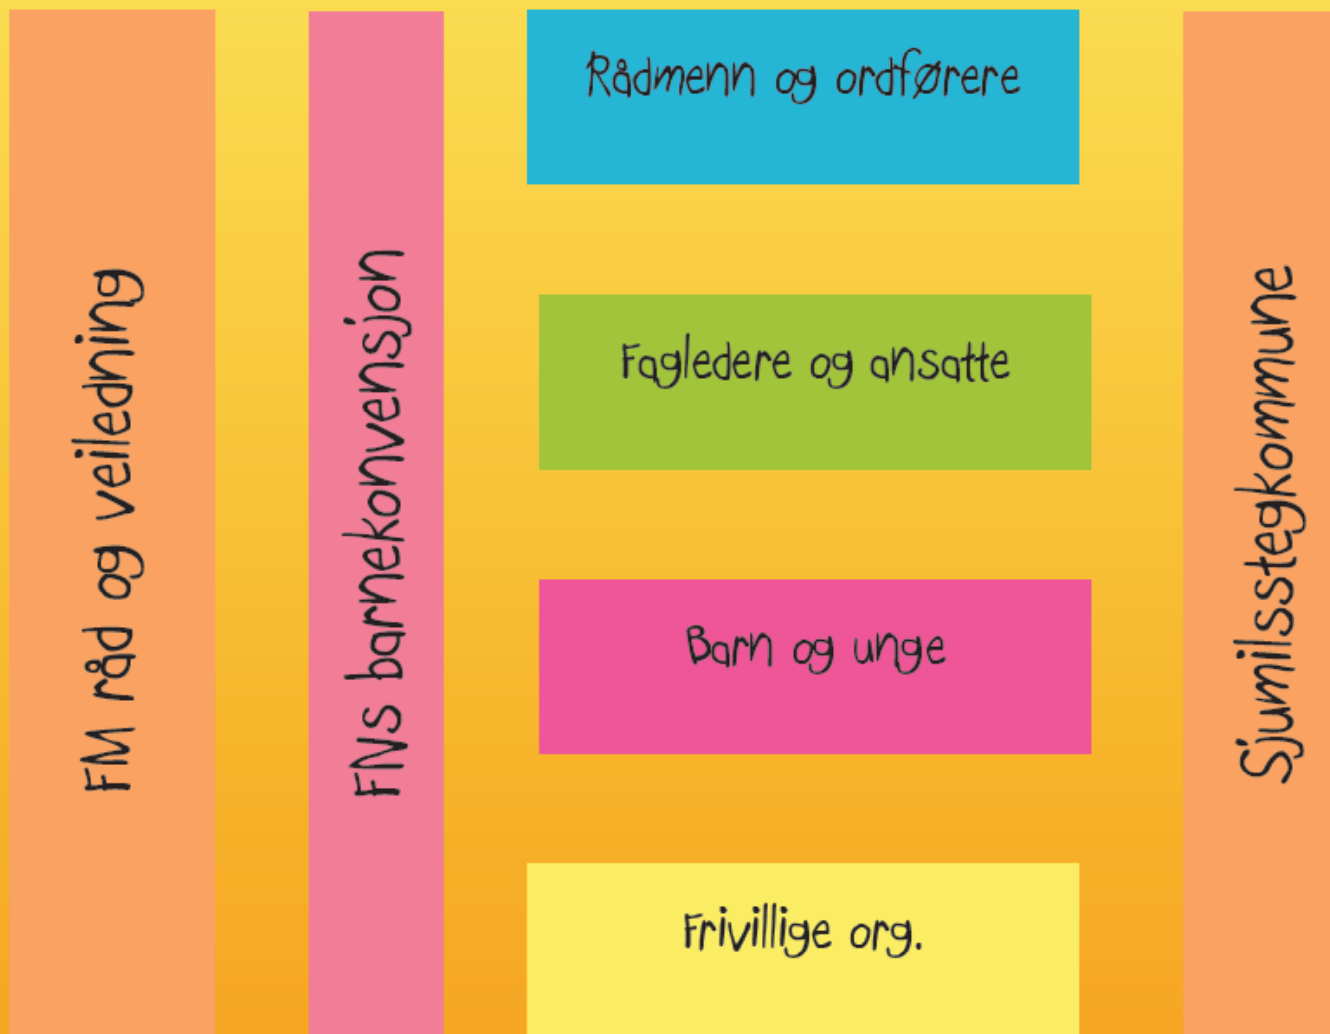 FM råd og veiledning
FNs barnekonvensjon
Rådmenn og ordførere
Fagledere og ansatte
Barn og unge
Frivillige org.
Sjumilsstegkommune